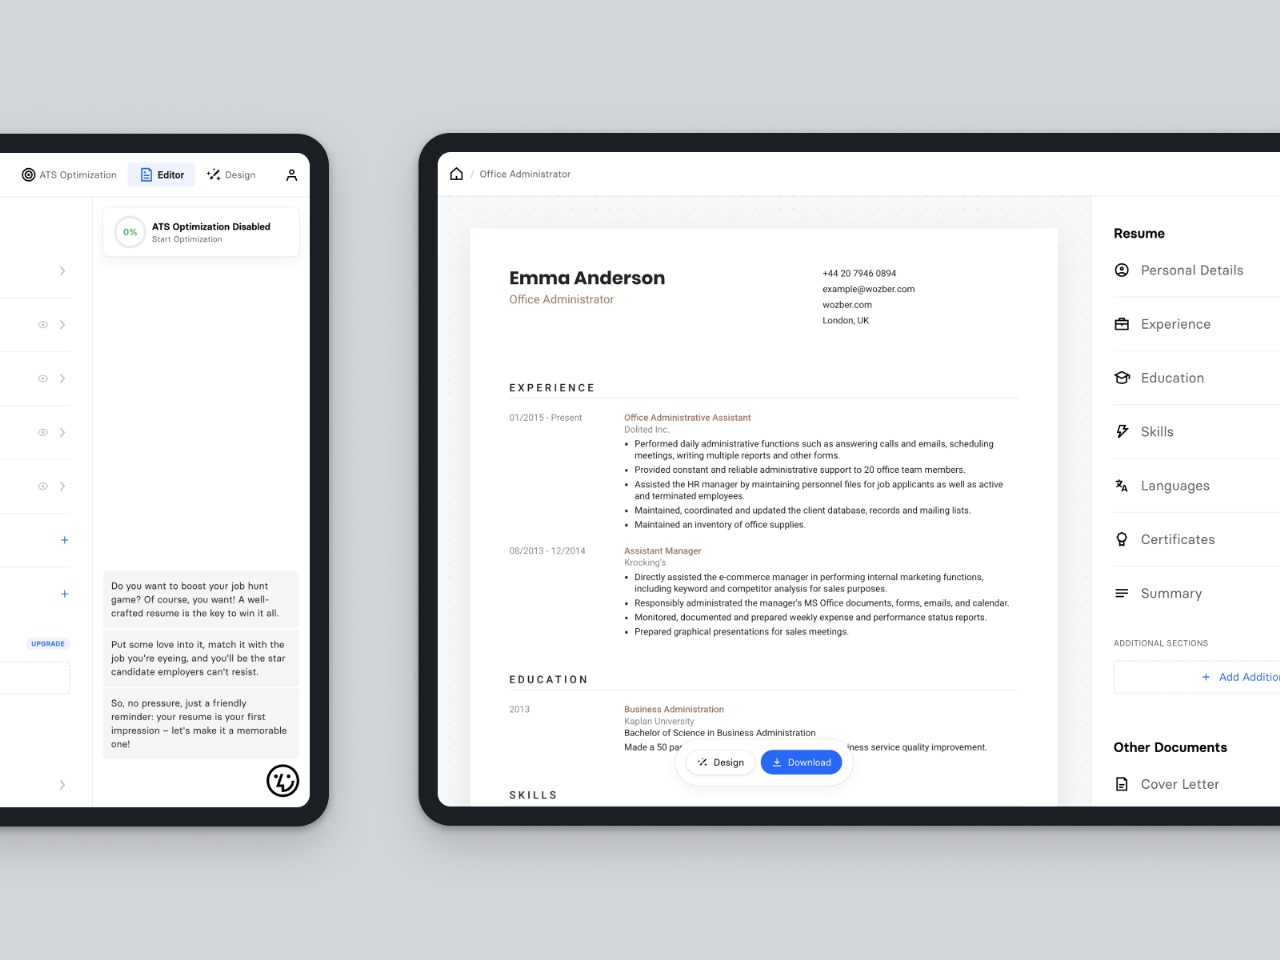 ATS Optimization
Editor
Design
0%
ATS Optimization Disabled
Start Optimization
Do you want to boost your job hunt
game? Of course, you want! A well-
crafted resume is the key to win it all.
Put some love into it, match it with the
job you're eyeing, and you'll be the star
candidate employers can't resist.
UPGRADE
So, no pressure, just a friendly
reminder: your resume is your first
impression – let's make it a memorable
one!
/ Office Administrator
Emma Anderson
Office Administrator
+44 20 7946 0894
example@wozber.com
wozber.com
London, UK
EXPERIENCE
01/2015 - Present
Office Administrative Assistant
Dolited Inc.
• Performed daily administrative functions such as answering calls and emails, scheduling
meetings, writing multiple reports and other forms.
• Provided constant and reliable administrative support to 20 office team members.
• Assisted the HR manager by maintaining personnel files for job applicants as well as active
and terminated employees.
• Maintained, coordinated and updated the client database, records and mailing lists.
• Maintained an inventory of office supplies.
08/2013 - 12/2014
Assistant Manager
Krocking's
• Directly assisted the e-commerce manager in performing internal marketing functions,
including keyword and competitor analysis for sales purposes.
• Responsibly administrated the manager's MS Office documents, forms, emails, and calendar.
• Monitored, documented and prepared weekly expense and performance status reports.
• Prepared graphical presentations for sales meetings.
EDUCATION
2013
Business Administration
Kaplan University
Bachelor of Science in Business Administration
Made a 50 pa
iness service quality improvement.
Design
Download
SKILLS
Resume
Personal Details
Experience
Education
Skills
Languages
Certificates
Summary
ADDITIONAL SECTIONS
+ Add Additio
Other Documents
Cover Letter